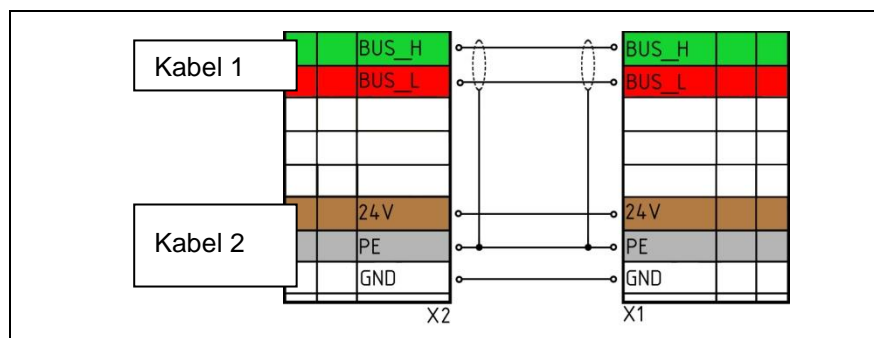 Kabel 1
BUS_H
BUS_H
BUS_L
BUS_L
24V
24V
Kabel 2
PE
PE
GND
GND
X2
X1